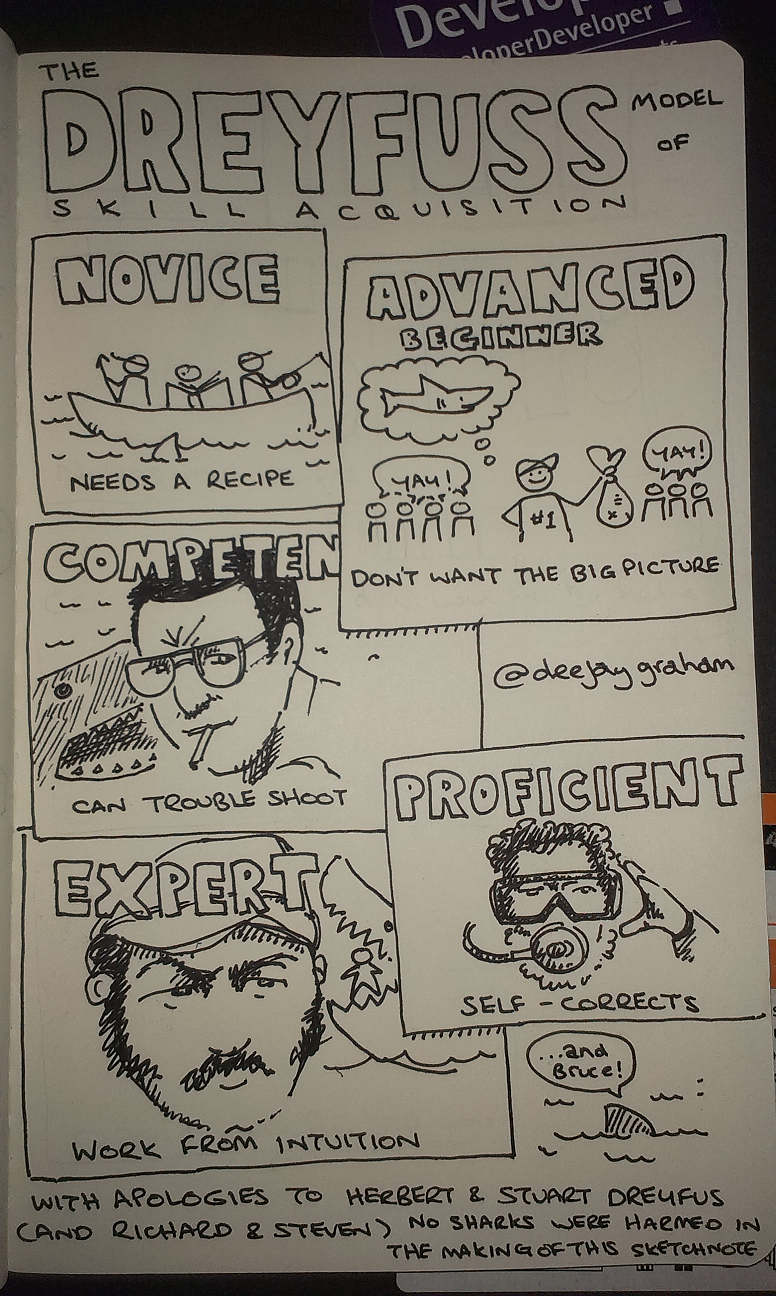 Develop
loperDeveloper
THE
DREYFUSS MODEL
OF
SKILL ACQUISITION
NOVICE
NEEDS A RECIPE
ADVANCED
BEGINNER
YAY!
#1
YAY!
DON'T WANT THE BIG PICTURE
COMPETEN
CAN TROUBLE SHOOT
@deejaygraham
PROFICIENT
SELF-CORRECTS
EXPERT
WORK FROM INTUITION
...and
Bruce!
WITH APOLOGIES TO HERBERT & STUART DREYFUS
(AND RICHARD & STEVEN) NO SHARKS WERE HARMED IN
THE MAKING OF THIS SKETCHNOTE